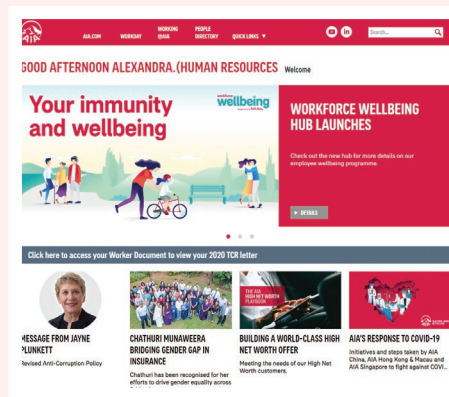 AIA
AIA.COM
WORKDAY
WORKING
@AIA
PEOPLE
DIRECTORY
QUICK LINKS ▼
in
Search...
GOOD AFTERNOON ALEXANDRA.(HUMAN RESOURCES Welcome
Your immunity
and wellbeing
wellbeing
WORKFORCE WELLBEING
HUB LAUNCHES
Check out the new hub for more details on our
employee wellbeing programme.
DETAILS
Click here to access your Worker Document to view your 2020 TCR letter
MESSAGE FROM JAYNE
PLUNKETT
Revised Anti-Corruption Policy
CHATHURI MUNAWEERA
BRIDGING GENDER GAP IN
INSURANCE
Chathuri has been recognised for her
efforts to drive gender equality across
THE AIA
HIGH NET WORTH
PLAYBOOK
BUILDING A WORLD-CLASS HIGH
NET WORTH OFFER
Meeting the needs of our High Net
Worth customers.
AIA'S RESPONSE TO COVID-19
Initiatives and steps taken by AIA
China, AIA Hong Kong & Macau and
AIA Singapore to fight against COVI...